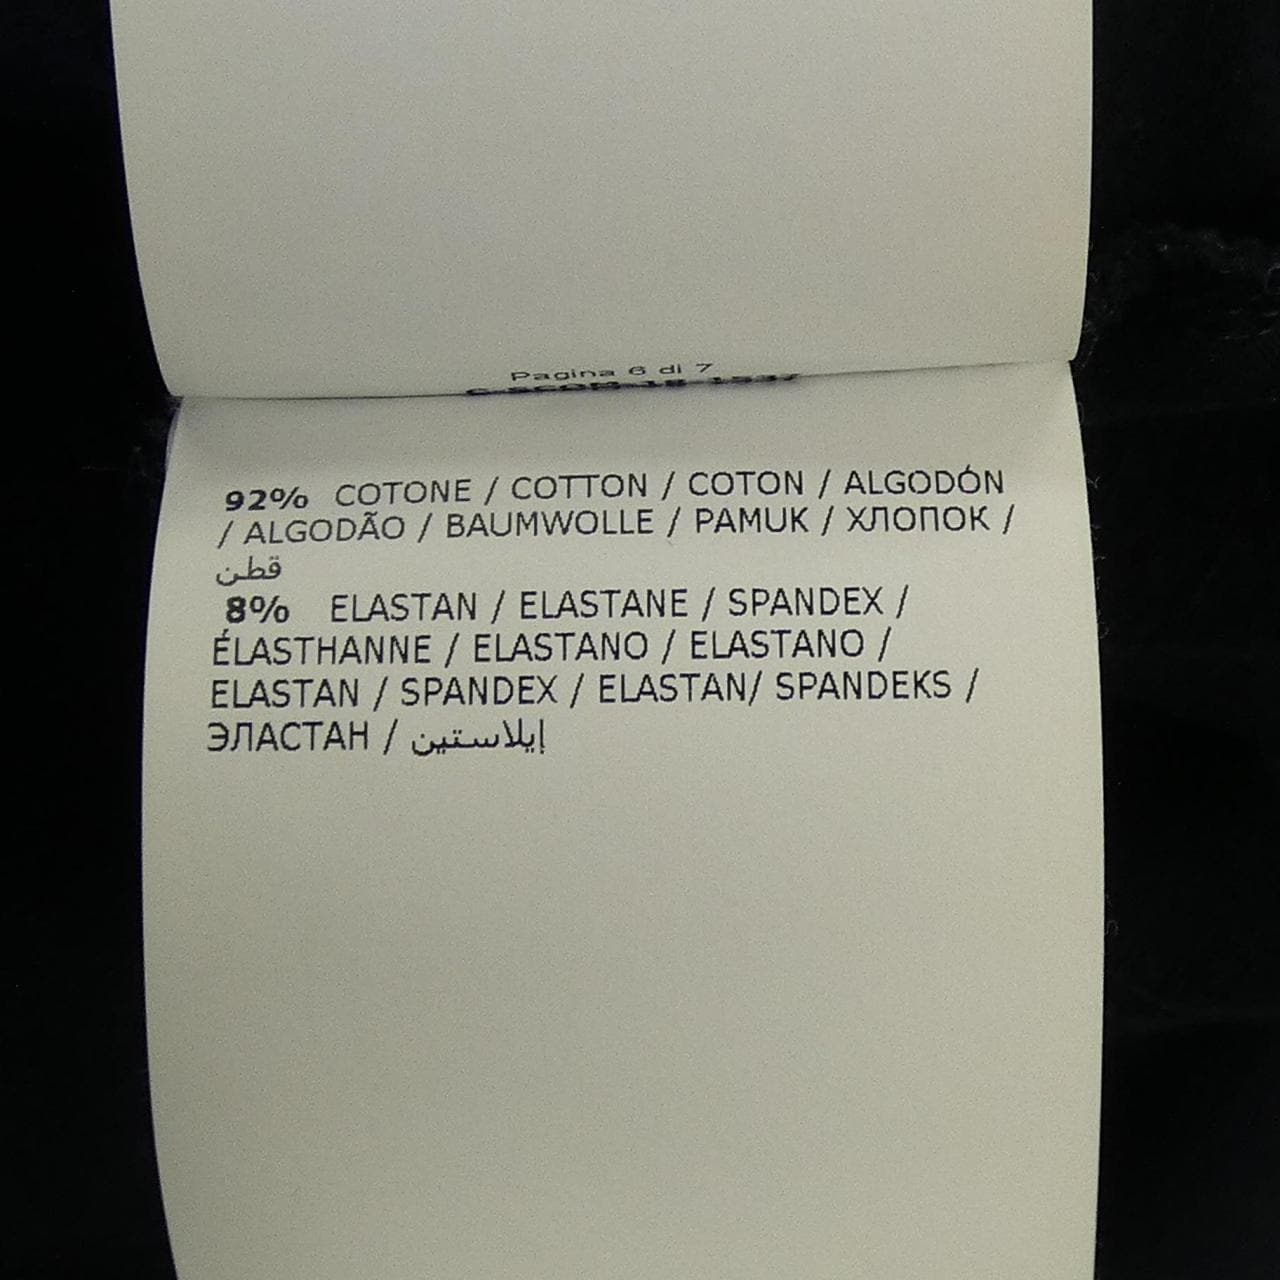 Pagina 6 di 7
92% COTONE / COTTON / COTON / ALGODÓN
/ ALGODÃO / BAUMWOLLE / PAMUK / ХЛОПОК /
قطن
8% ELASTAN / ELASTANE / SPANDEX /
ÉLASTHANNE / ELASTANO / ELASTANO /
ELASTAN / SPANDEX / ELASTAN/ SPANDEKS /
ЭЛАСТАН / إيلاستين